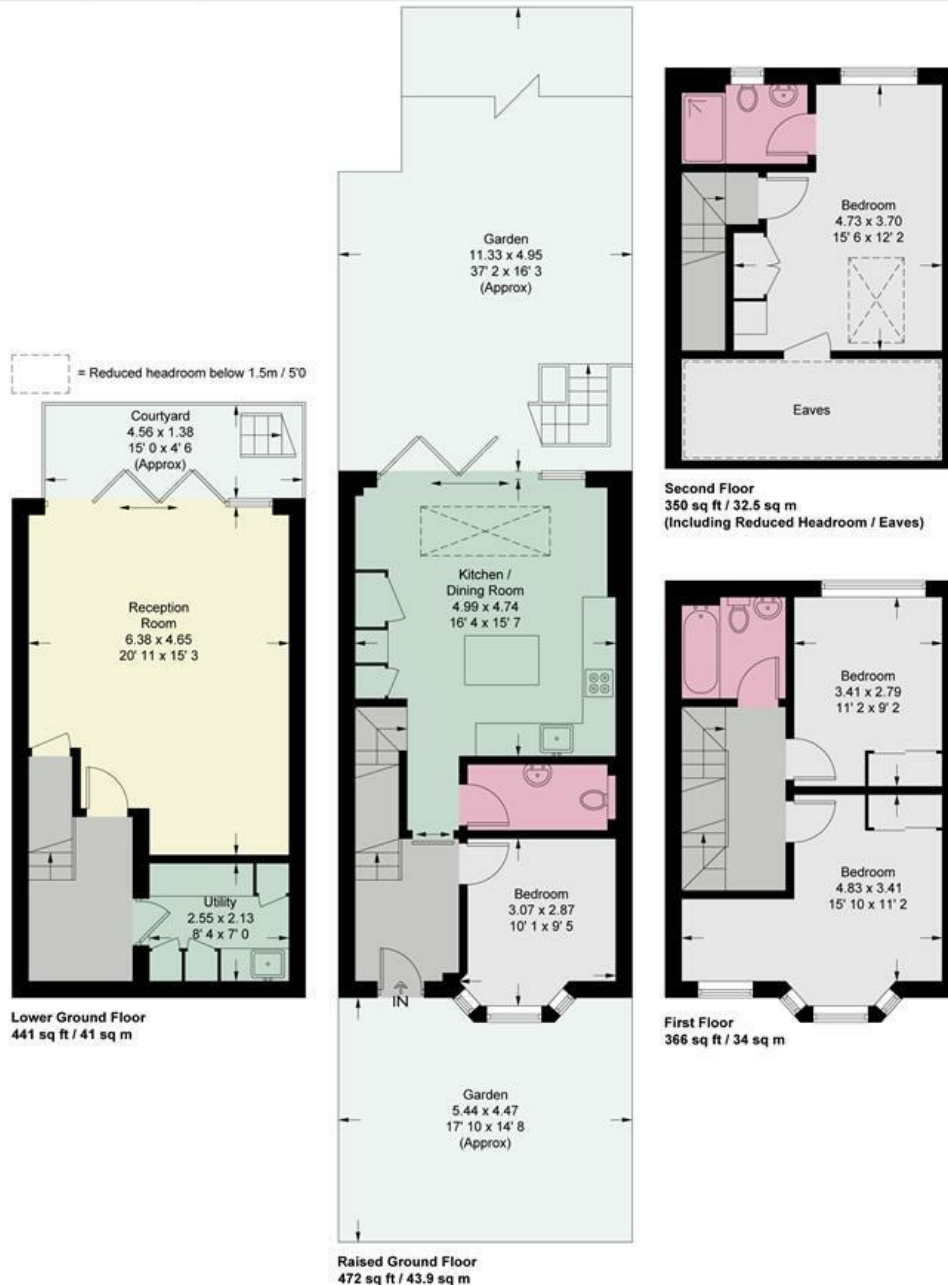 = Reduced headroom below 1.5m / 5'0
Courtyard
4.56 x 1.38
15' 0 x 4' 6
(Approx)
Reception
Room
6.38 x 4.65
20' 11 x 15' 3
Utility
2.55 x 2.13
8' 4 x 7' 0
Lower Ground Floor
441 sq ft / 41 sq m
Garden
11.33 x 4.95
37' 2 x 16' 3
(Approx)
Kitchen /
Dining Room
4.99 x 4.74
16' 4 x 15' 7
Bedroom
3.07 x 2.87
10' 1 x 9' 5
IN
Garden
5.44 x 4.47
17' 10 x 14' 8
(Approx)
Raised Ground Floor
472 sq ft / 43.9 sq m
Bedroom
4.73 x 3.70
15' 6 x 12' 2
Eaves
Second Floor
350 sq ft / 32.5 sq m
(Including Reduced Headroom / Eaves)
Bedroom
3.41 x 2.79
11' 2 x 9' 2
Bedroom
4.83 x 3.41
15' 10 x 11' 2
First Floor
366 sq ft / 34 sq m